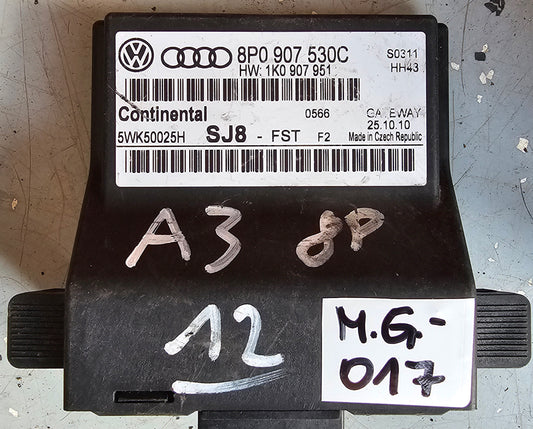 8P0 907 530C
S0311
HW: 1K0 907 951
HH43
Continental
0566
GATEWAY
5WK50025H
SJ8 - FST F2
25.10.10
Made in Czech Republic
A3 8P
12
M.G.-
017